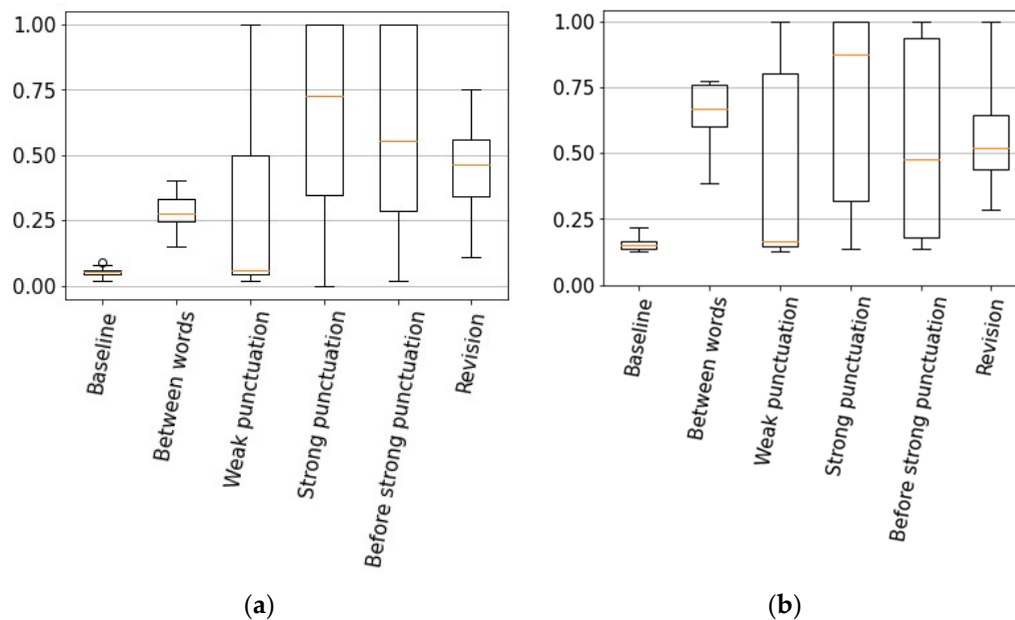 1.00
0.75
0.50
0.25
0.00
Baseline
Between words
Weak punctuation
Strong punctuation
Before strong punctuation
Revision
(a)
1.00
0.75
0.50
0.25
0.00
Baseline
Between words
Weak punctuation
Strong punctuation
Before strong punctuation
Revision
(b)